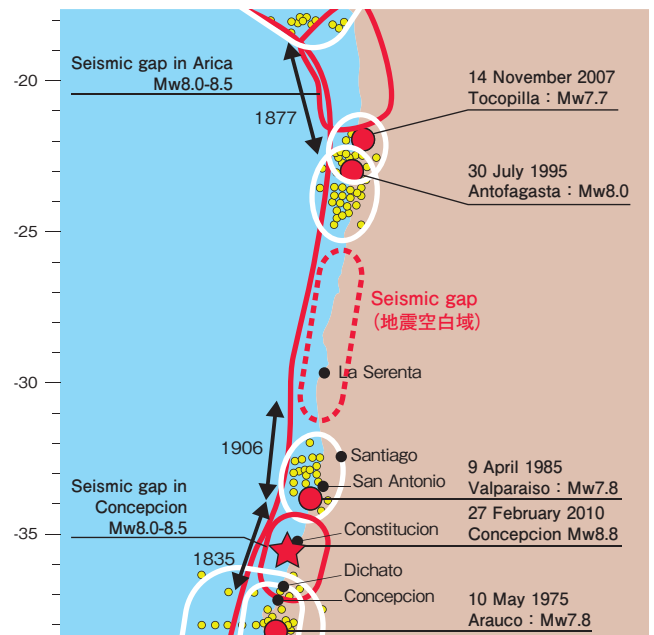 -20
-25
-30
-35
Seismic gap in Arica
Mw8.0-8.5
1877
14 November 2007
Tocopilla：Mw7.7
30 July 1995
Antofagasta：Mw8.0
Seismic gap
（地震空白域）
La Serenta
1906
Santiago
San Antonio
9 April 1985
Valparaiso：Mw7.8
Seismic gap in
Concepcion
Mw8.0-8.5
27 February 2010
Concepcion Mw8.8
Constitucion
1835
Dichato
Concepcion
10 May 1975
Arauco：Mw7.8